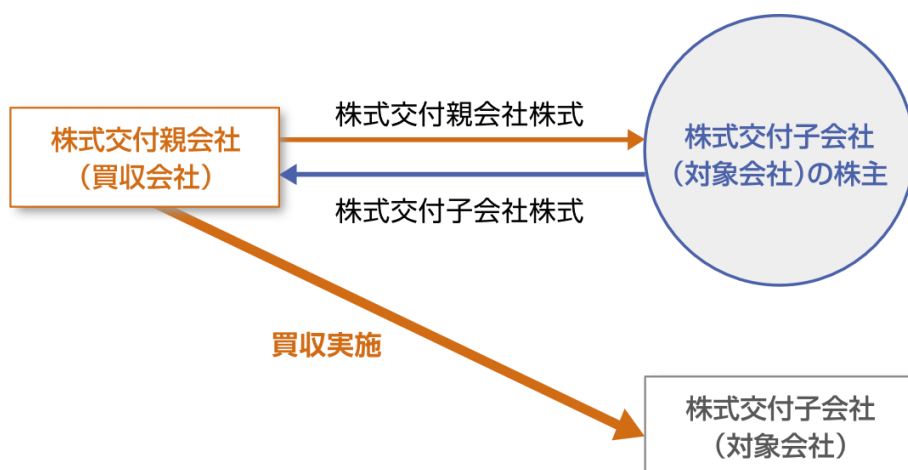 株式交付親会社株式
株式交付親会社
（買収会社）
株式交付子会社
（対象会社）の株主
株式交付子会社株式
買収実施
株式交付子会社
（対象会社）